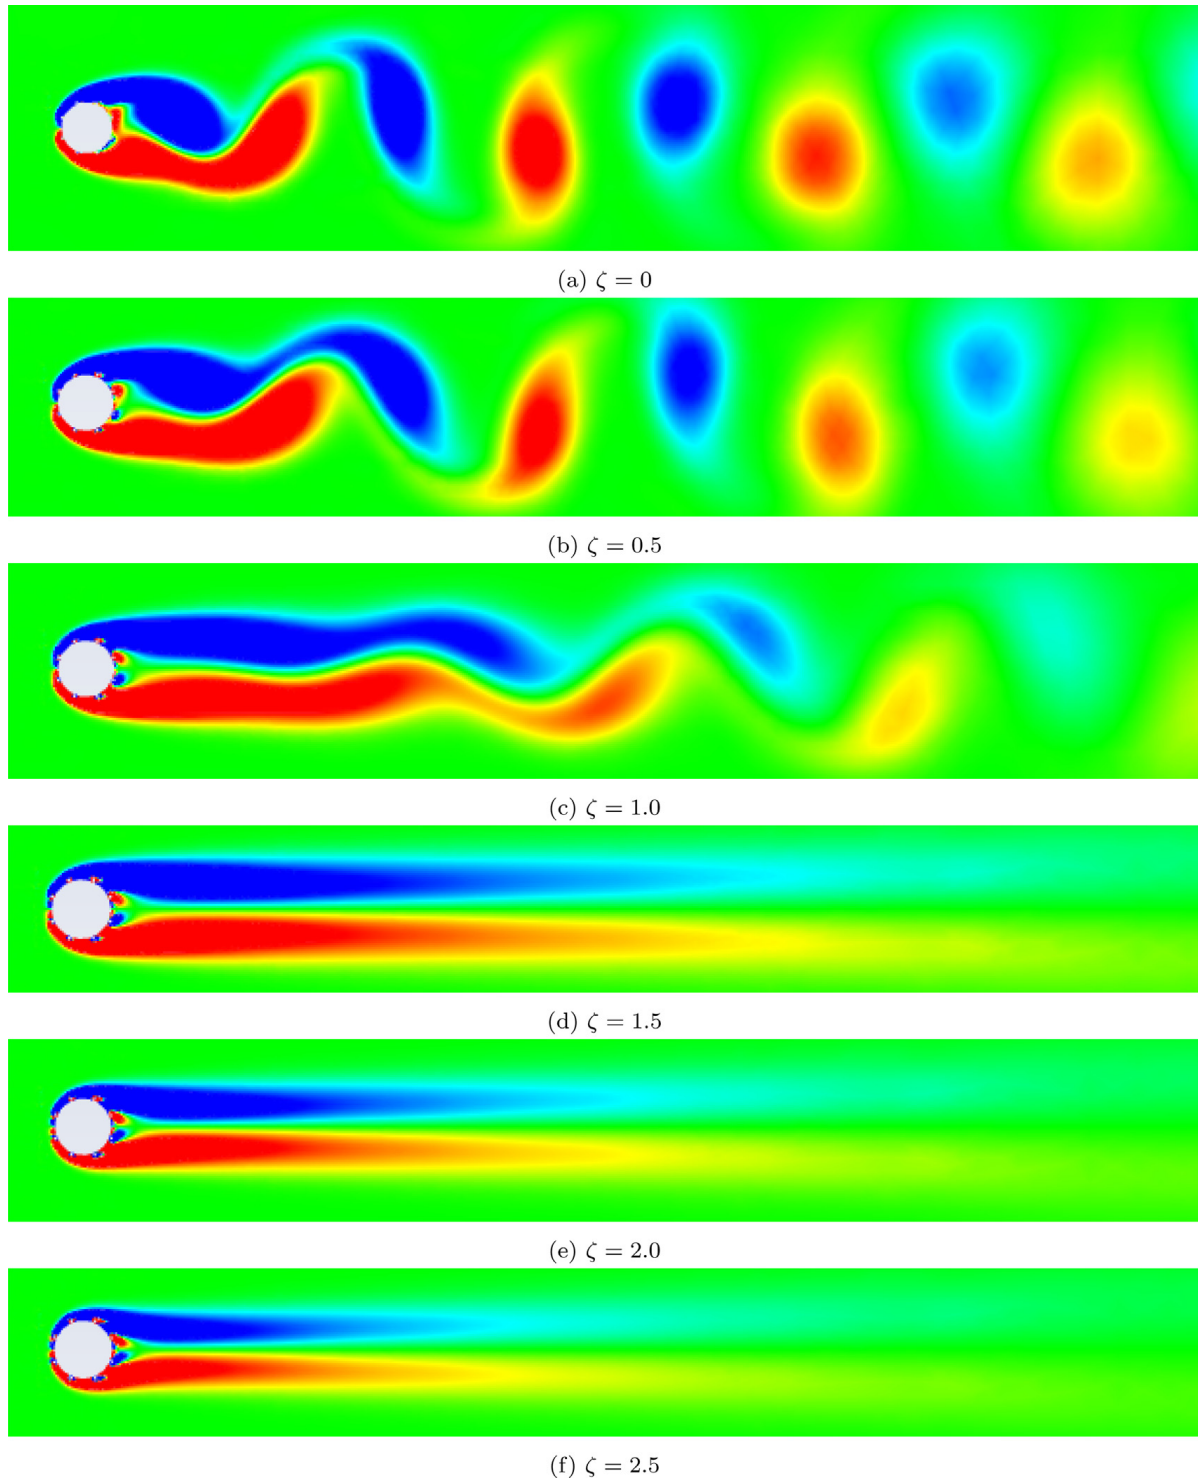 (a) ζ = 0
(b) ζ = 0.5
(c) ζ = 1.0
(d) ζ = 1.5
(e) ζ = 2.0
(f) ζ = 2.5